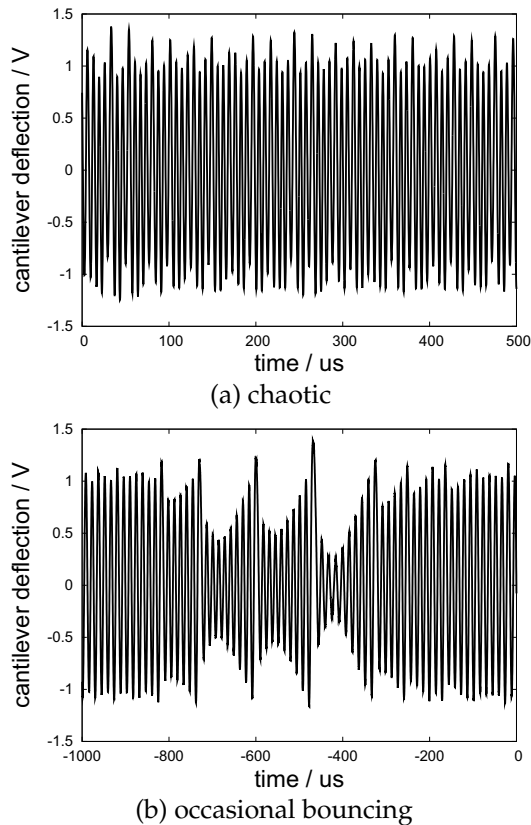 1.5
1
0.5
0
-0.5
-1
-1.5
cantilever deflection / V
0 100 200 300 400 500
time / us
(a) chaotic
1.5
1
0.5
0
-0.5
-1
-1.5
cantilever deflection / V
-1000 -800 -600 -400 -200 0
time / us
(b) occasional bouncing